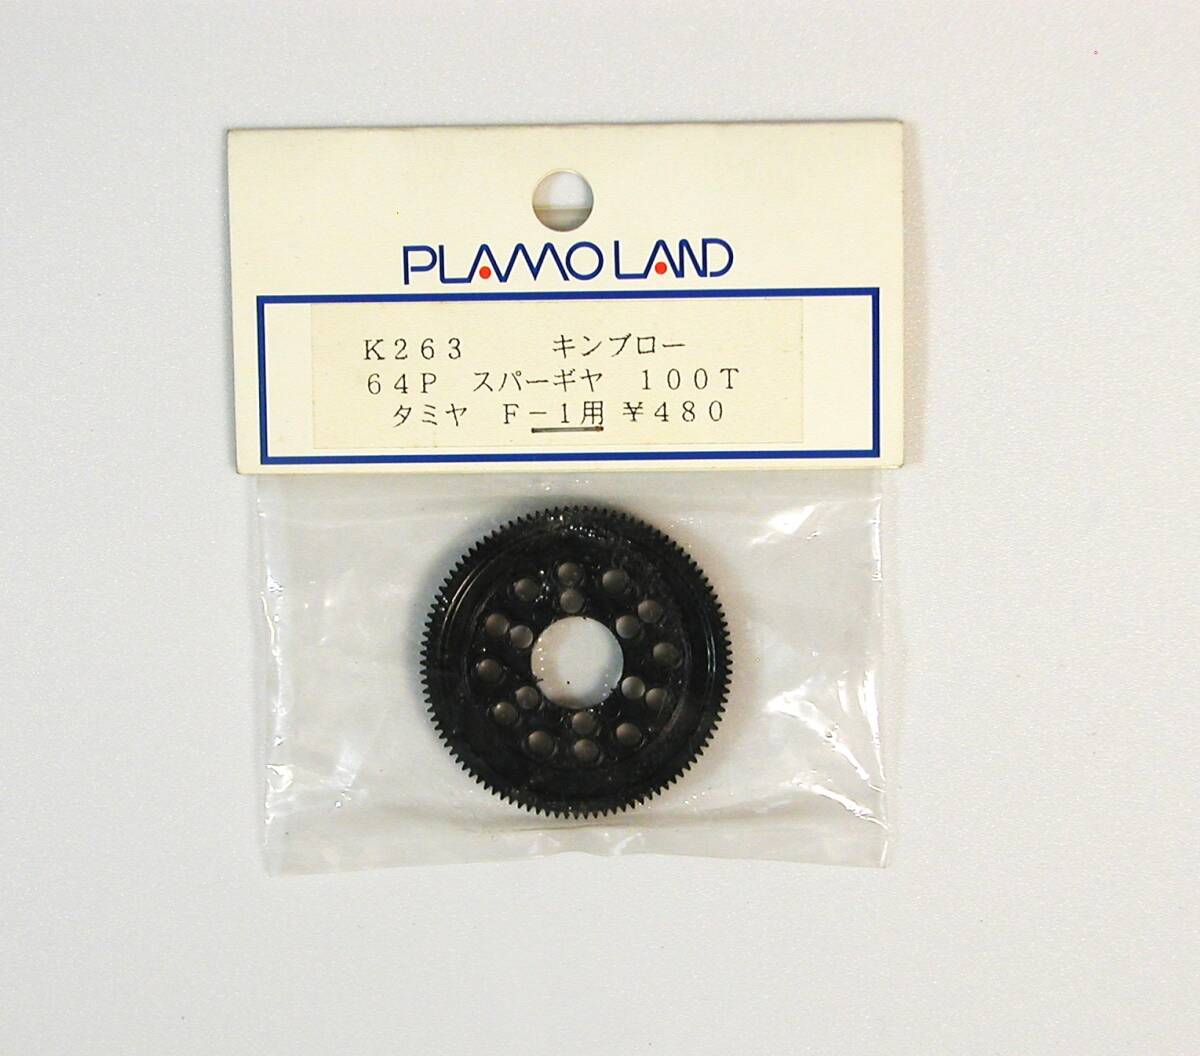 PLAMO LAND
K263 キンブロー
64P スパーギヤ 100T
タミヤ F-1用 ¥480